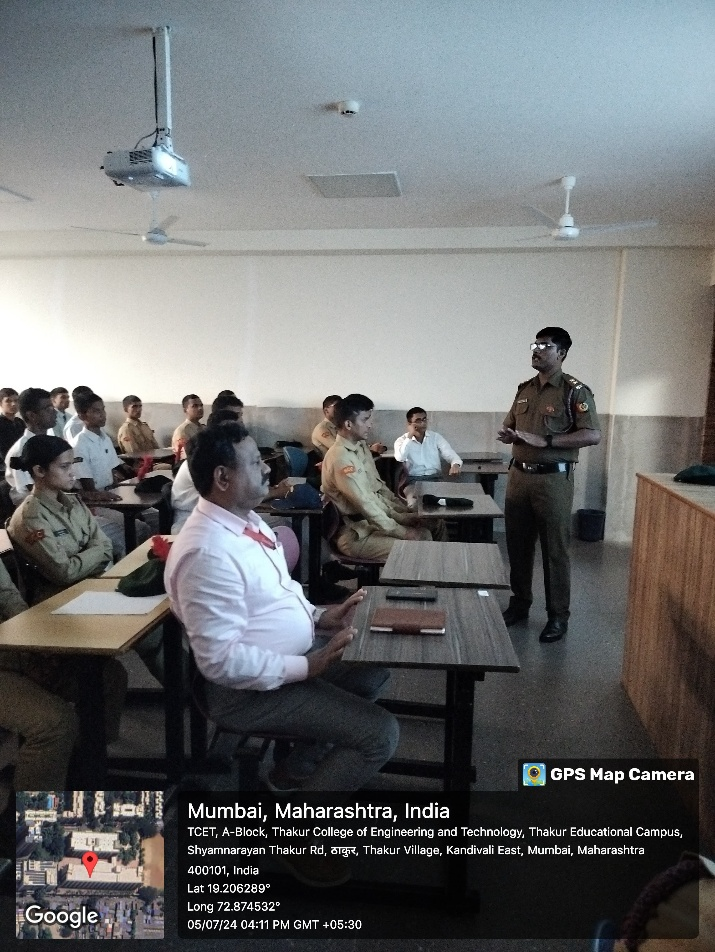 GPS Map Camera
Mumbai, Maharashtra, India
TCET, A-Block, Thakur College of Engineering and Technology, Thakur Educational Campus,
Shyamnarayan Thakur Rd, ठाकुर, Thakur Village, Kandivali East, Mumbai, Maharashtra
400101, India
Lat 19.206289°
Long 72.874532°
05/07/24 04:11 PM GMT +05:30
Google